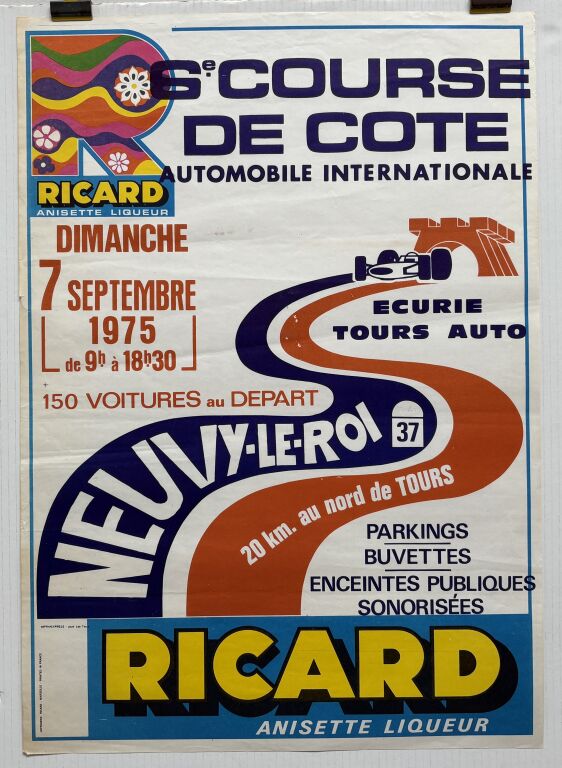 6e. COURSE
DE COTE
AUTOMOBILE INTERNATIONALE
RICARD
ANISETTE LIQUEUR
DIMANCHE
7 SEPTEMBRE
1975
de 9h à 18h30
ECURIE
TOURS AUTO
150 VOITURES au DEPART
NEUVY-LE-ROI
37
20 km. au nord de TOURS
PARKINGS
BUVETTES
ENCEINTES PUBLIQUES
SONORISÉES
RICARD
ANISETTE LIQUEUR